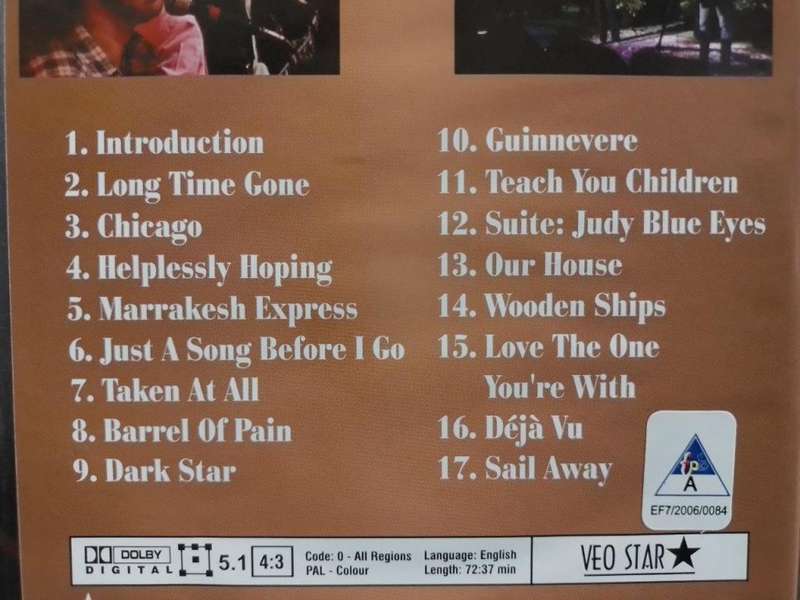 1. Introduction
2. Long Time Gone
3. Chicago
4. Helplessly Hoping
5. Marrakesh Express
6. Just A Song Before I Go
7. Taken At All
8. Barrel Of Pain
9. Dark Star
10. Guinnevere
11. Teach You Children
12. Suite: Judy Blue Eyes
13. Our House
14. Wooden Ships
15. Love The One
You're With
16. Déjà Vu
17. Sail Away
A
EF7/2006/0084
DOLBY
DIGITAL
5.1
4:3
Code: 0 - All Regions
PAL - Colour
Language: English
Length: 72:37 min
VEO STAR